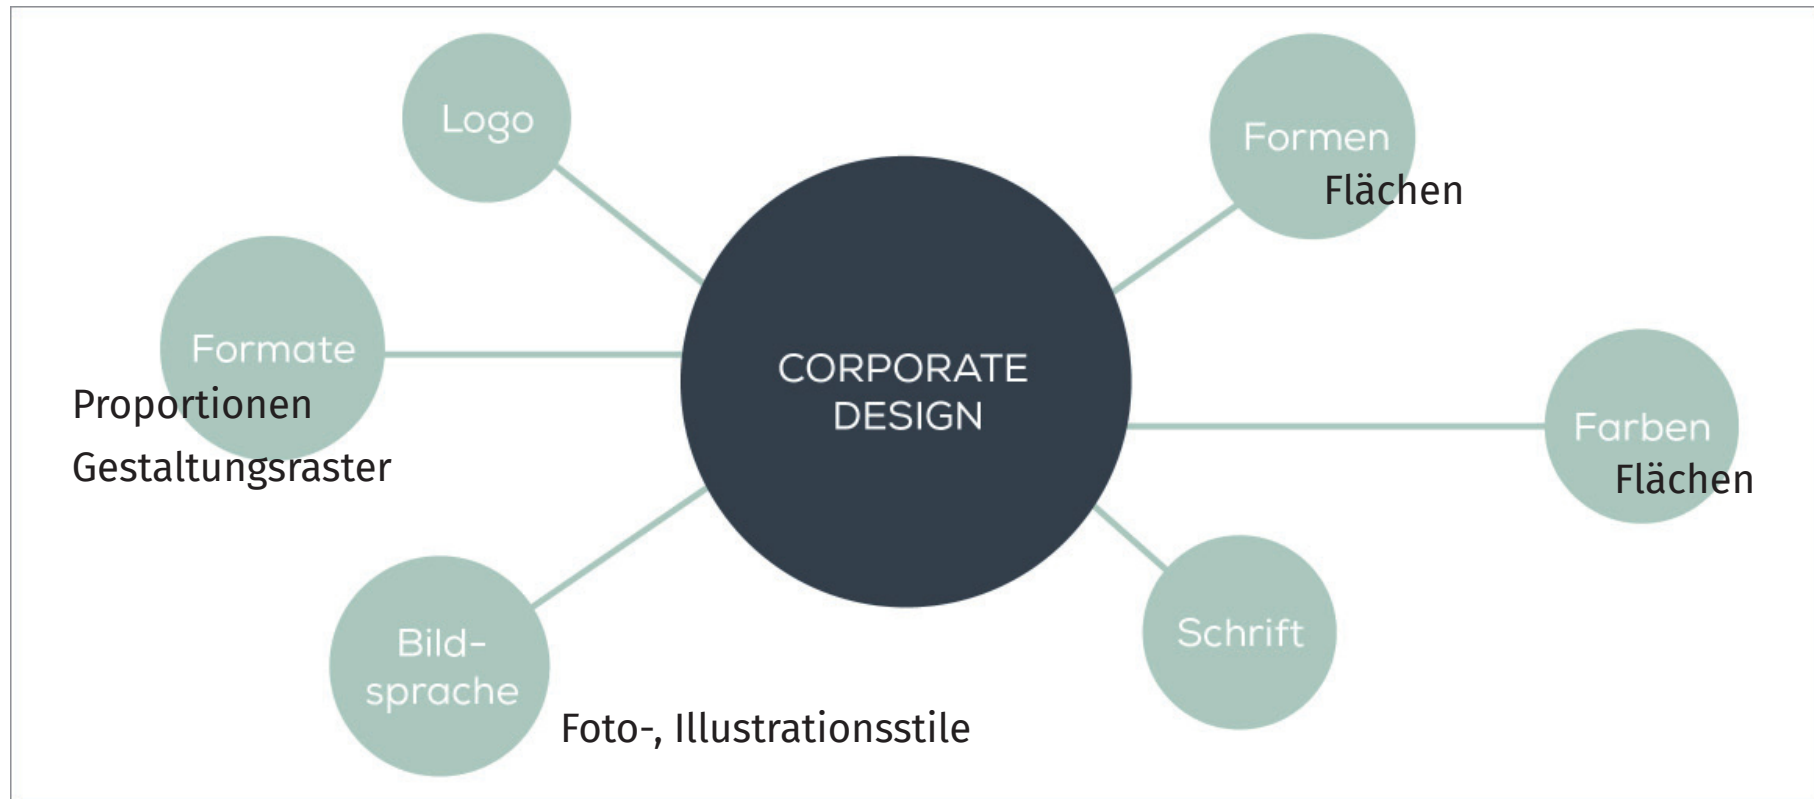 Logo
Formen
Flächen
Formate
Proportionen
Gestaltungsraster
CORPORATE
DESIGN
Farben
Flächen
Bild-
sprache
Foto-, Illustrationsstile
Schrift